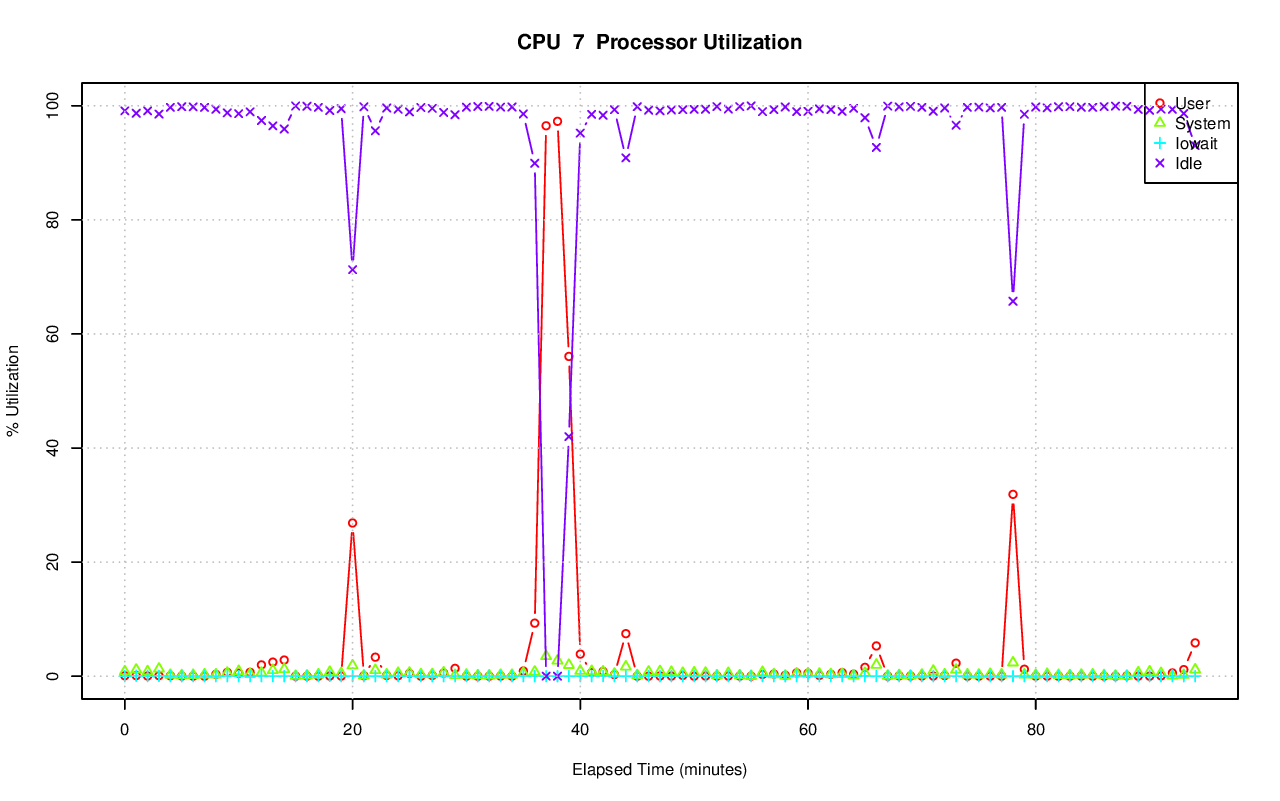 CPU  7  Processor Utilization
100
80
60
40
20
0
% Utilization
User
System
Iowait
Idle
0
20
40
60
80
Elapsed Time (minutes)